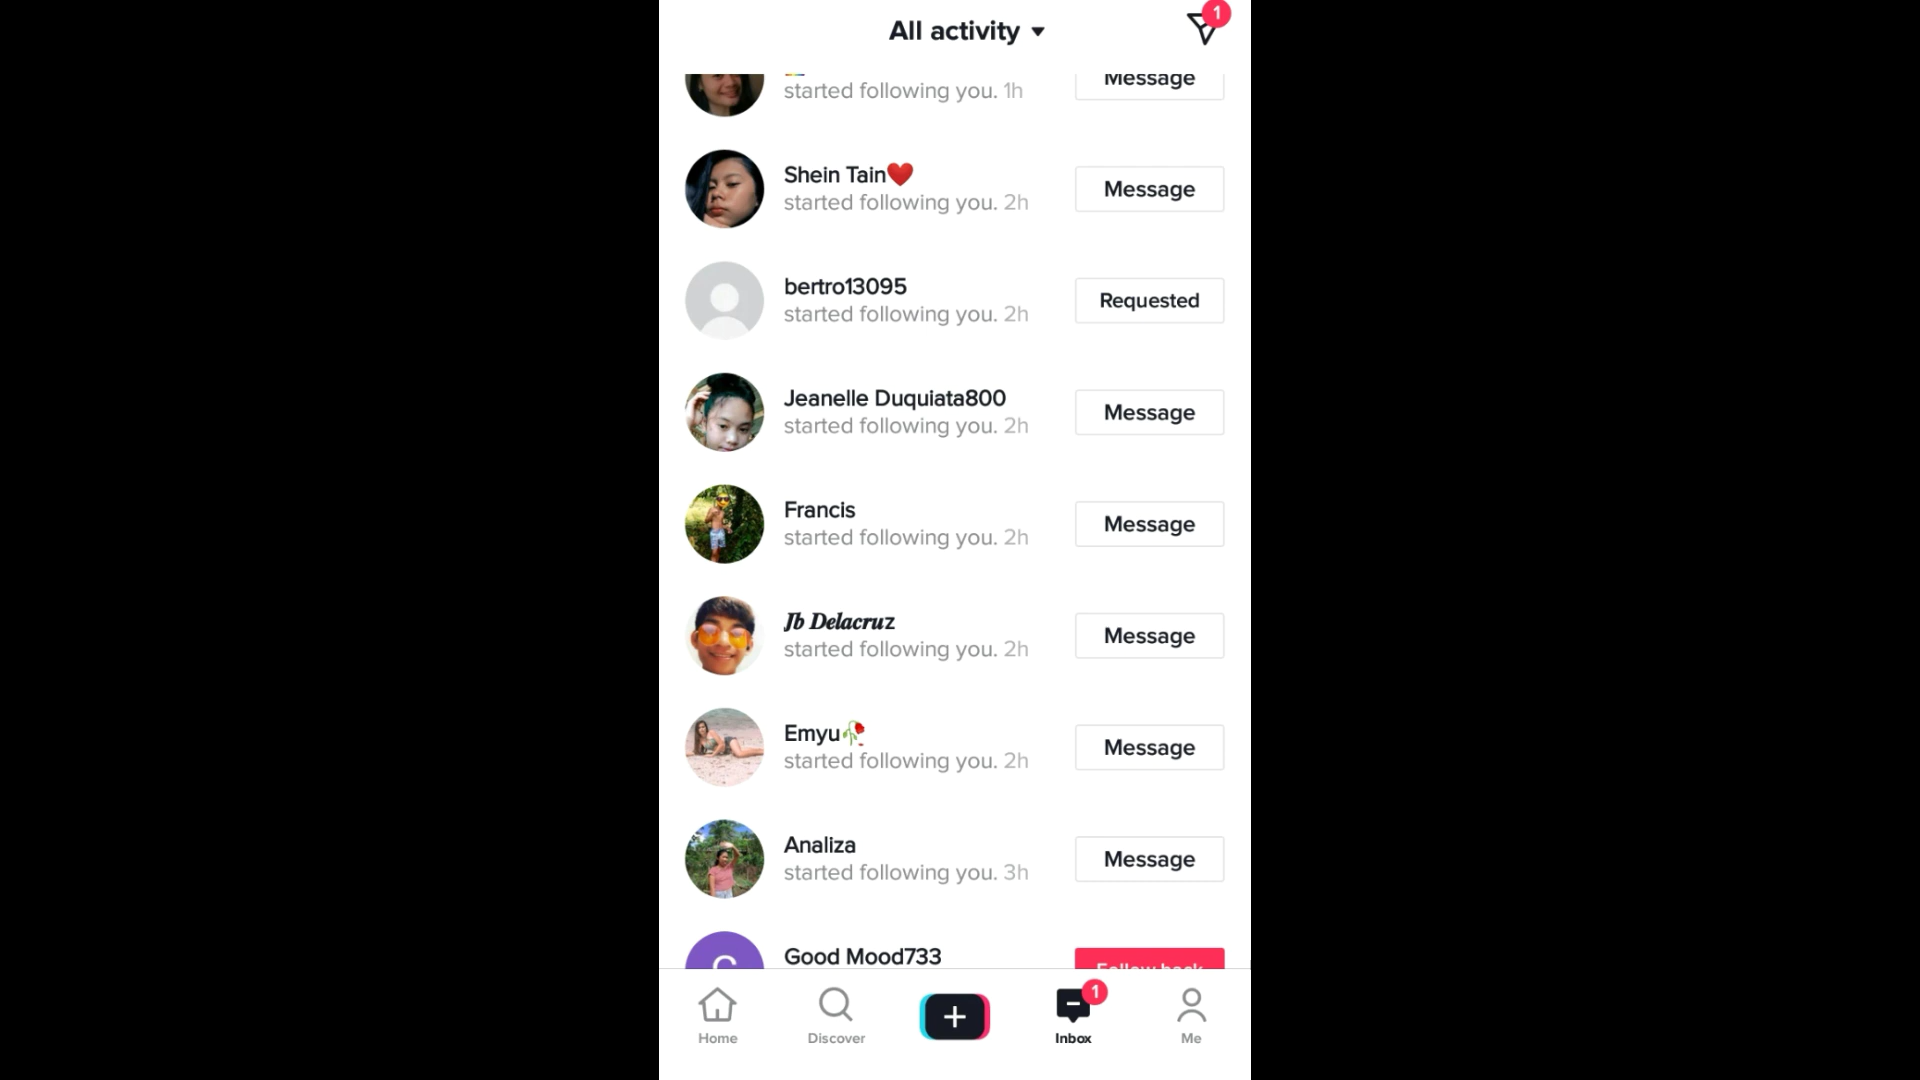 All activity
1
Message
started following you. 1h
Shein Tain❤️
started following you. 2h
Message
bertro13095
started following you. 2h
Requested
Jeanelle Duquiata800
started following you. 2h
Message
Francis
started following you. 2h
Message
𝑱𝒃 𝑫𝒆𝒍𝒂𝒄𝒓𝒖z
started following you. 2h
Message
Emyu🥀
started following you. 2h
Message
Analiza
started following you. 3h
Message
Good Mood733
Follow back
1
Home
Discover
Inbox
Me